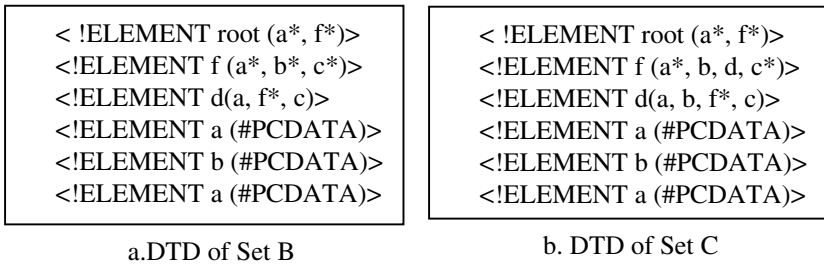 < !ELEMENT root (a*, f*)>
<!ELEMENT f (a*, b*, c*)>
<!ELEMENT d(a, f*, c)>
<!ELEMENT a (#PCDATA)>
<!ELEMENT b (#PCDATA)>
<!ELEMENT a (#PCDATA)>
a.DTD of Set B
< !ELEMENT root (a*, f*)>
<!ELEMENT f (a*, b, d, c*)>
<!ELEMENT d(a, b, f*, c)>
<!ELEMENT a (#PCDATA)>
<!ELEMENT b (#PCDATA)>
<!ELEMENT a (#PCDATA)>
b. DTD of Set C